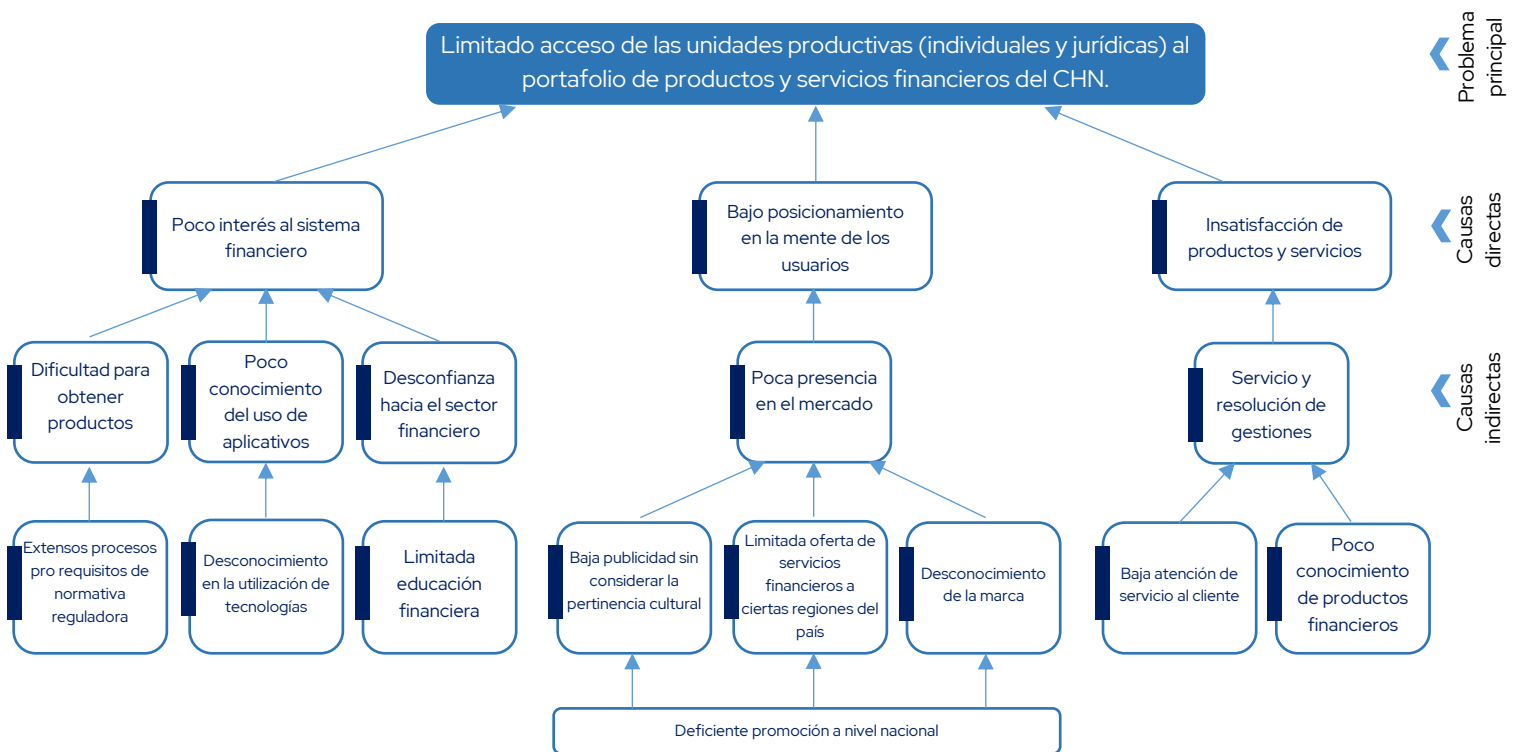 Limitado acceso de las unidades productivas (individuales y jurídicas) al
portafolio de productos y servicios financieros del CHN.
Problema
principal
Poco interés al sistema
financiero
Bajo posicionamiento
en la mente de los
usuarios
Insatisfacción de
productos y servicios
Causas
directas
Dificultad para
obtener
productos
Poco
conocimiento
del uso de
aplicativos
Desconfianza
hacia el sector
financiero
Poca presencia
en el mercado
Servicio y
resolución de
gestiones
Causas
indirectas
Extensos procesos
pro requisitos de
normativa
reguladora
Desconocimiento
en la utilización de
tecnologías
Limitada
educación
financiera
Baja publicidad sin
considerar la
pertinencia cultural
Limitada oferta de
servicios
financieros a
ciertas regiones del
país
Desconocimiento
de la marca
Baja atención de
servicio al cliente
Poco
conocimiento
de productos
financieros
Deficiente promoción a nivel nacional